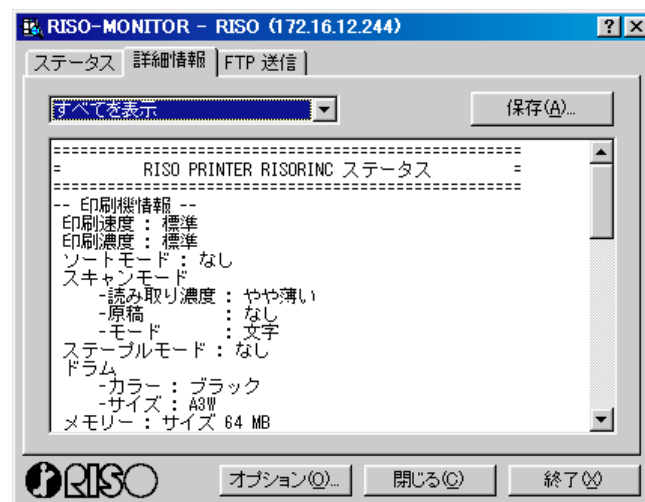 RISO-MONITOR - RISO (172.16.12.244)
ステータス 詳細情報 FTP 送信
すべてを表示 保存(A)...
====================================================
= RISO PRINTER RISORINC ステータス =
====================================================
-- 印刷機情報 --
印刷速度 : 標準
印刷濃度 : 標準
ソートモード : なし
スキャンモード
-読み取り濃度 : やや薄い
-原稿 : なし
-モード : 文字
ステープルモード : なし
ドラム
-カラー : ブラック
-サイズ : A3W
メモリー : サイズ 64 MB
RISO オプション(O)... 閉じる(C) 終了(X)